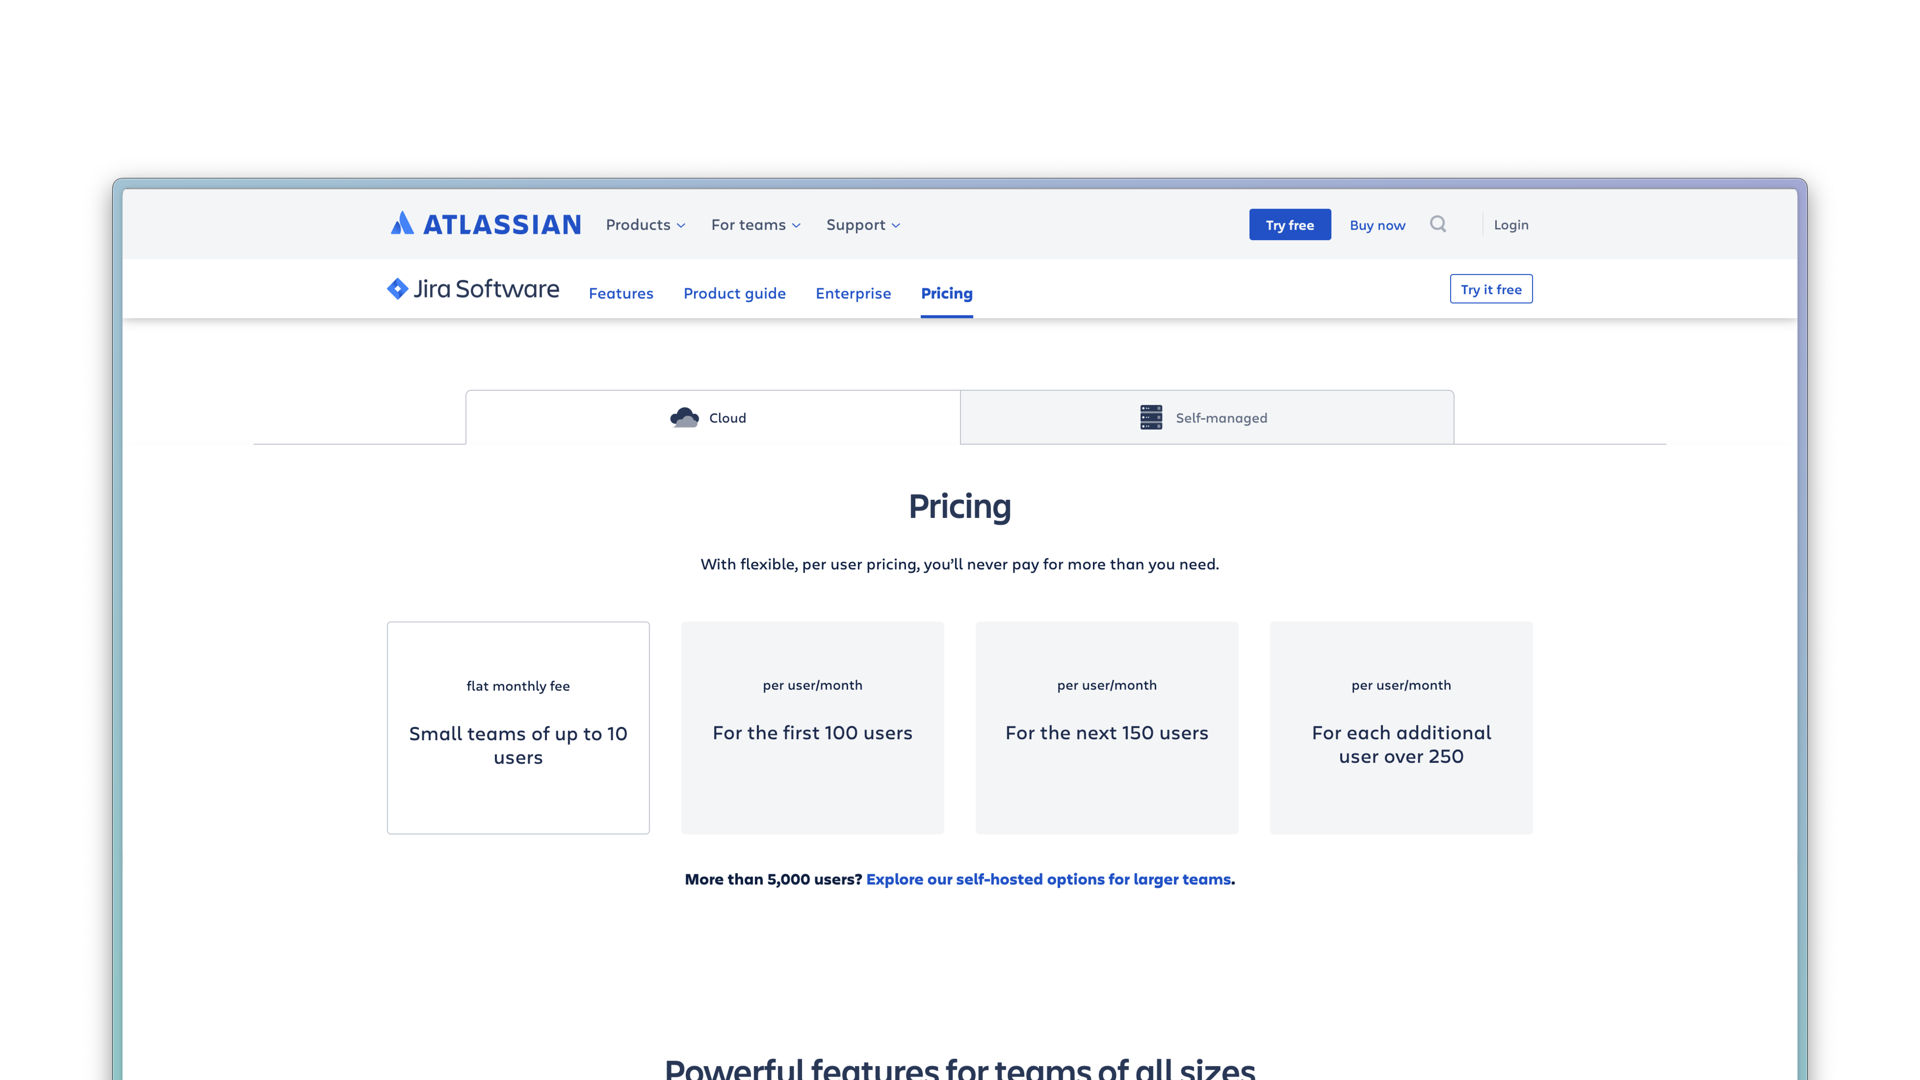 ATLASSIAN Products For teams Support Try free Buy now Login
Jira Software Features Product guide Enterprise Pricing Try it free
Cloud Self-managed
Pricing
With flexible, per user pricing, you'll never pay for more than you need.
flat monthly fee
Small teams of up to 10
users
per user/month
For the first 100 users
per user/month
For the next 150 users
per user/month
For each additional
user over 250
More than 5,000 users? Explore our self-hosted options for larger teams.
Powerful features for teams of all sizes